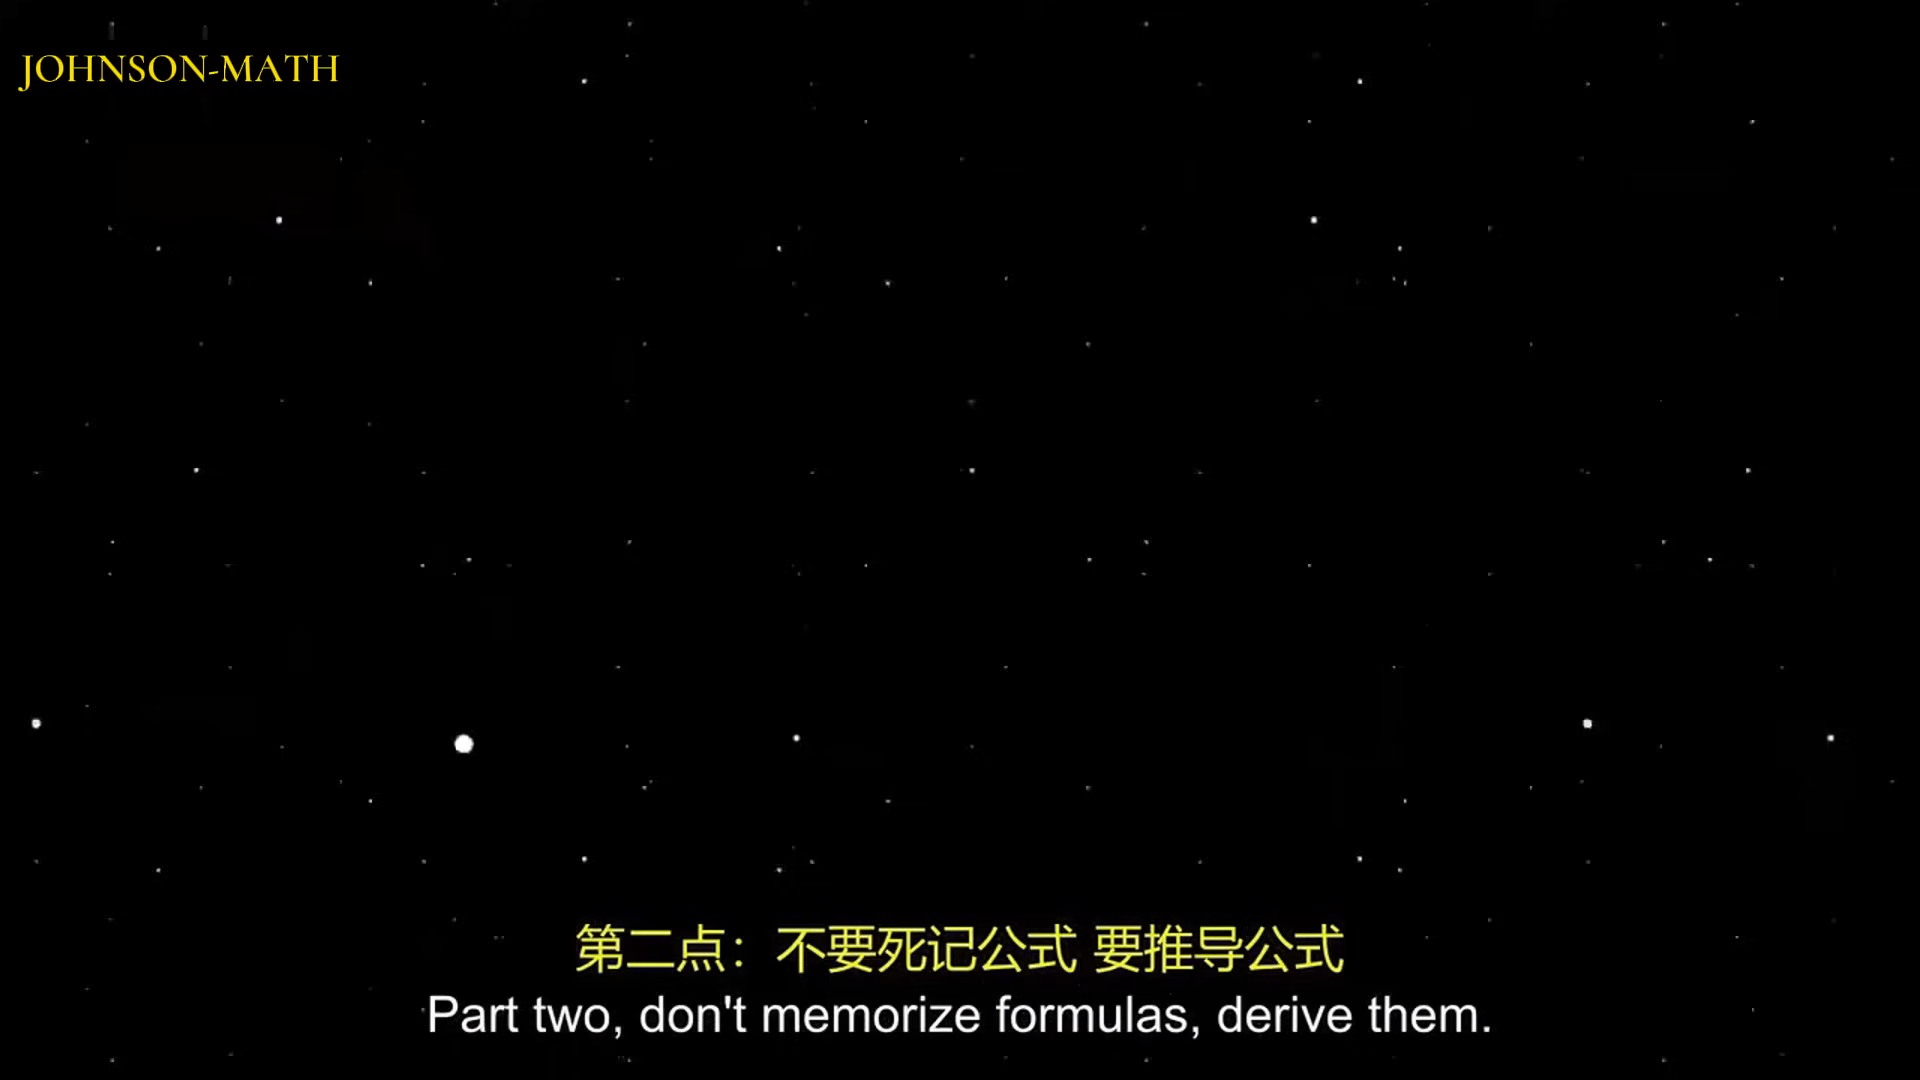 JOHNSON-MATH
第二点：不要死记公式 要推导公式
Part two, don't memorize formulas, derive them.